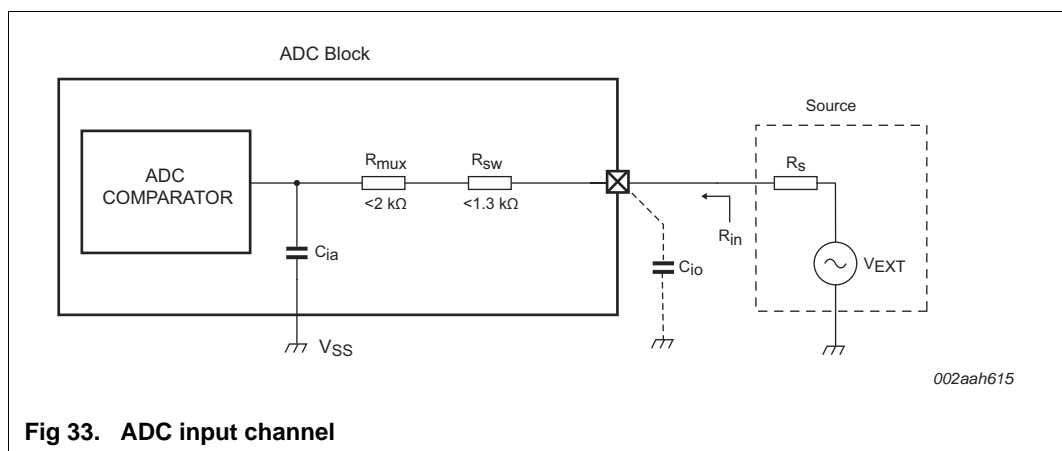 ADC Block
Source
ADC
COMPARATOR
Rmux
<2 kΩ
Rsw
<1.3 kΩ
Rs
Rin
Cia
Cio
VEXT
VSS
002aah615
Fig 33. ADC input channel